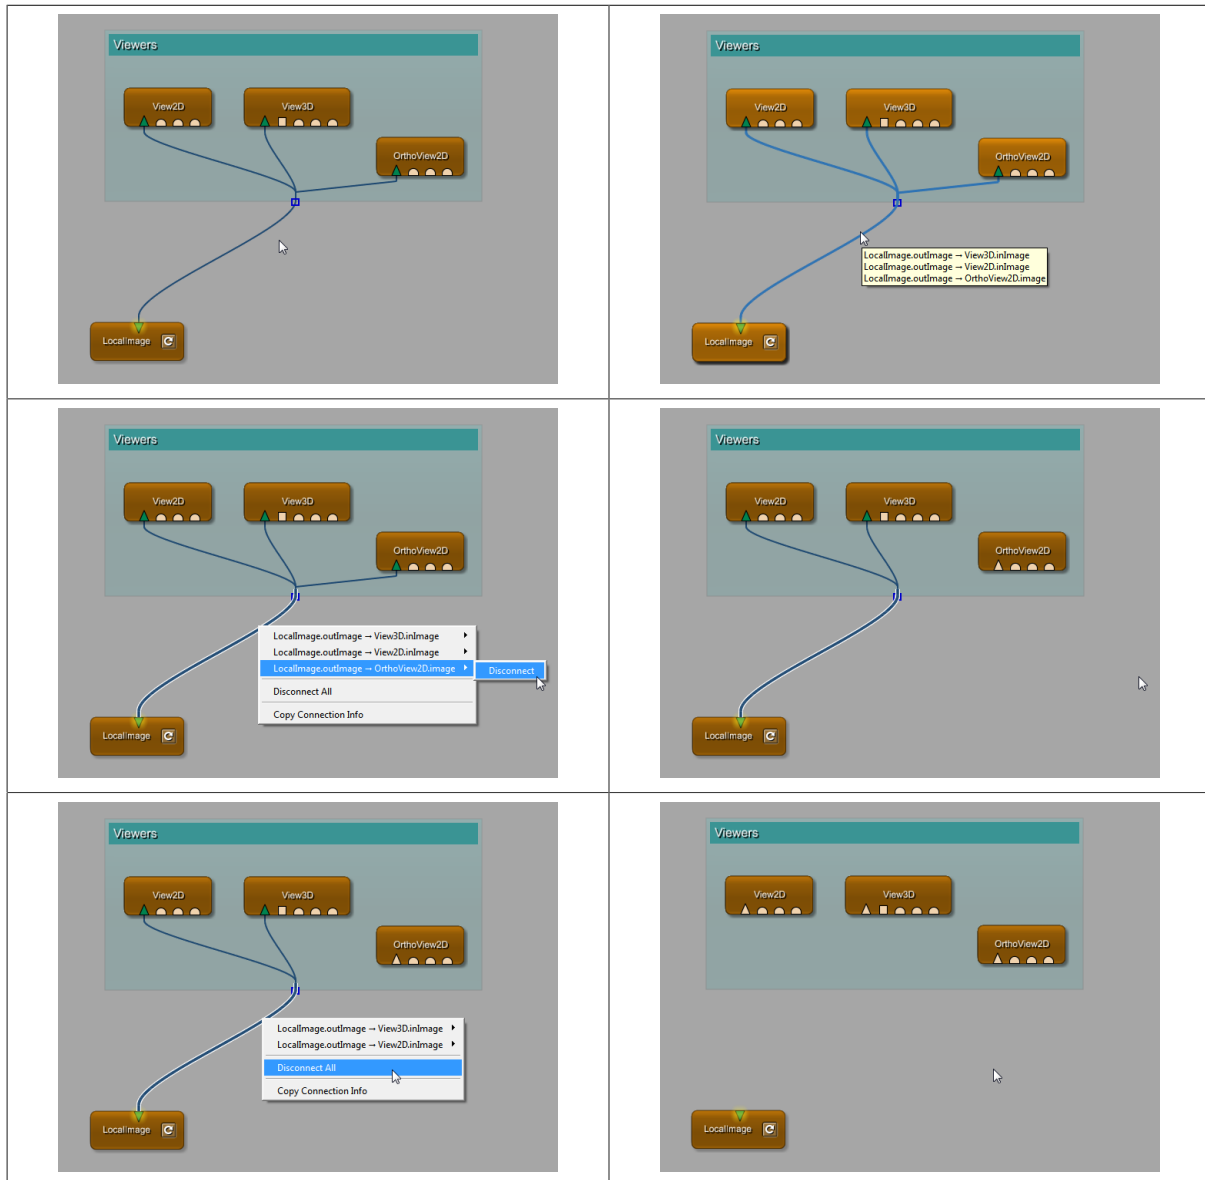 Viewers
View2D
View3D
OrthoView2D
LocalImage
Viewers
View2D
View3D
OrthoView2D
LocalImage.outImage → View3D.inImage
LocalImage.outImage → View2D.inImage
LocalImage.outImage → OrthoView2D.image
LocalImage
Viewers
View2D
View3D
OrthoView2D
LocalImage.outImage → View3D.inImage
LocalImage.outImage → View2D.inImage
LocalImage.outImage → OrthoView2D.image
Disconnect
Disconnect All
Copy Connection Info
LocalImage
Viewers
View2D
View3D
OrthoView2D
LocalImage
Viewers
View2D
View3D
OrthoView2D
LocalImage.outImage → View3D.inImage
LocalImage.outImage → View2D.inImage
Disconnect All
Copy Connection Info
LocalImage
Viewers
View2D
View3D
OrthoView2D
LocalImage